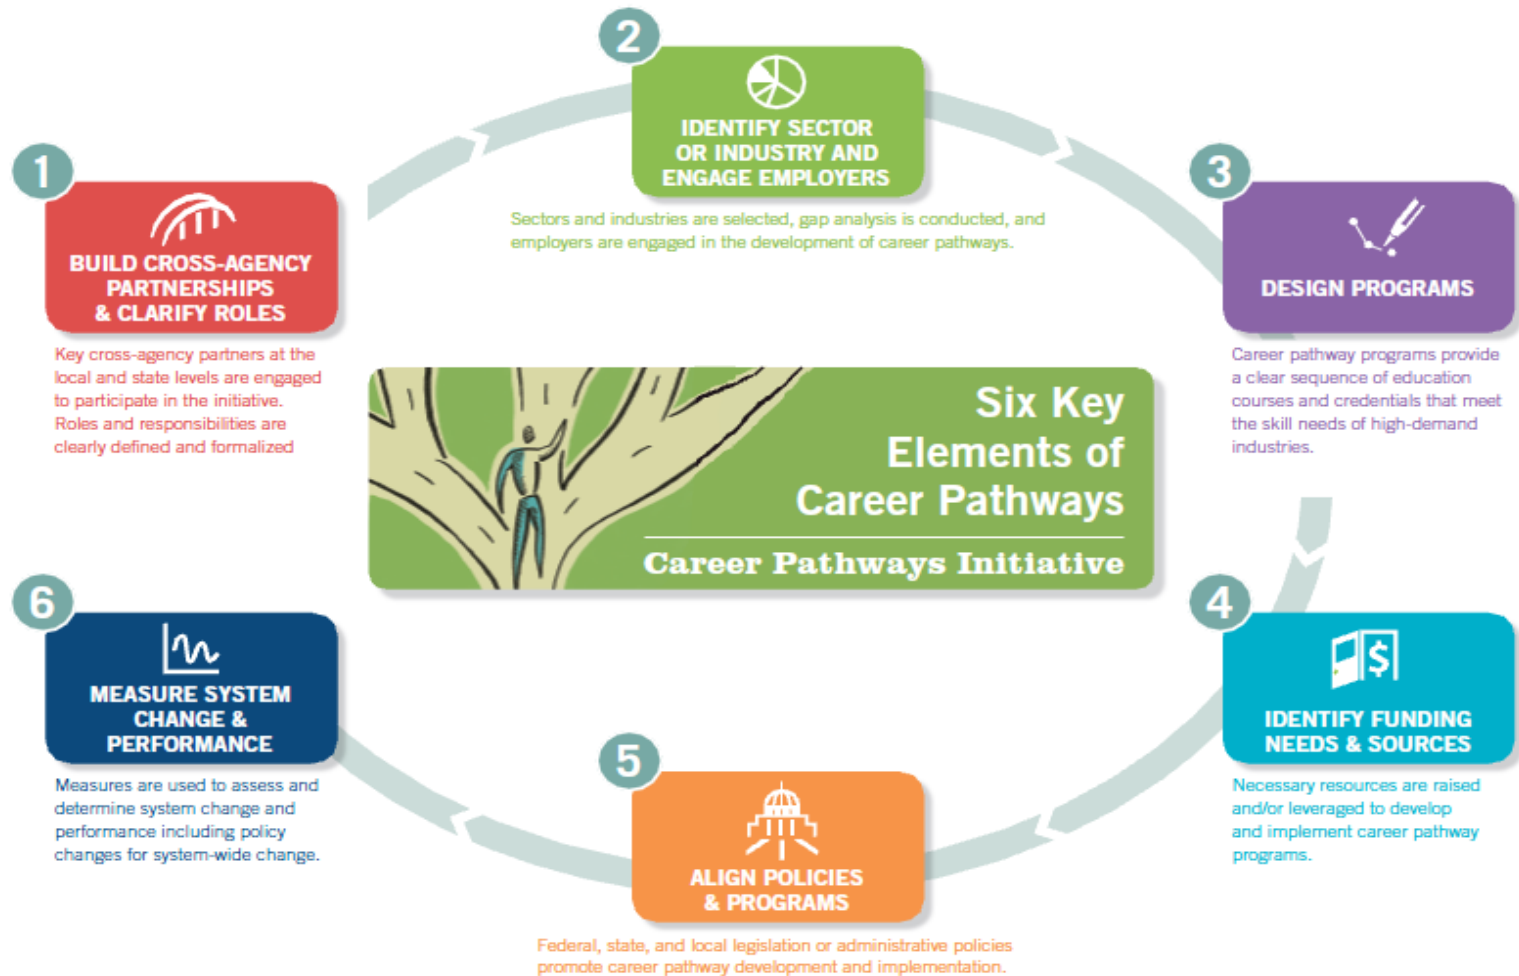 1
BUILD CROSS-AGENCY
PARTNERSHIPS
& CLARIFY ROLES
Key cross-agency partners at the
local and state levels are engaged
to participate in the initiative.
Roles and responsibilities are
clearly defined and formalized
2
IDENTIFY SECTOR
OR INDUSTRY AND
ENGAGE EMPLOYERS
Sectors and industries are selected, gap analysis is conducted, and
employers are engaged in the development of career pathways.
3
DESIGN PROGRAMS
Career pathway programs provide
a clear sequence of education
courses and credentials that meet
the skill needs of high-demand
industries.
Six Key
Elements of
Career Pathways
Career Pathways Initiative
4
$
IDENTIFY FUNDING
NEEDS & SOURCES
Necessary resources are raised
and/or leveraged to develop
and implement career pathway
programs.
5
ALIGN POLICIES
& PROGRAMS
Federal, state, and local legislation or administrative policies
promote career pathway development and implementation.
6
MEASURE SYSTEM
CHANGE &
PERFORMANCE
Measures are used to assess and
determine system change and
performance including policy
changes for system-wide change.